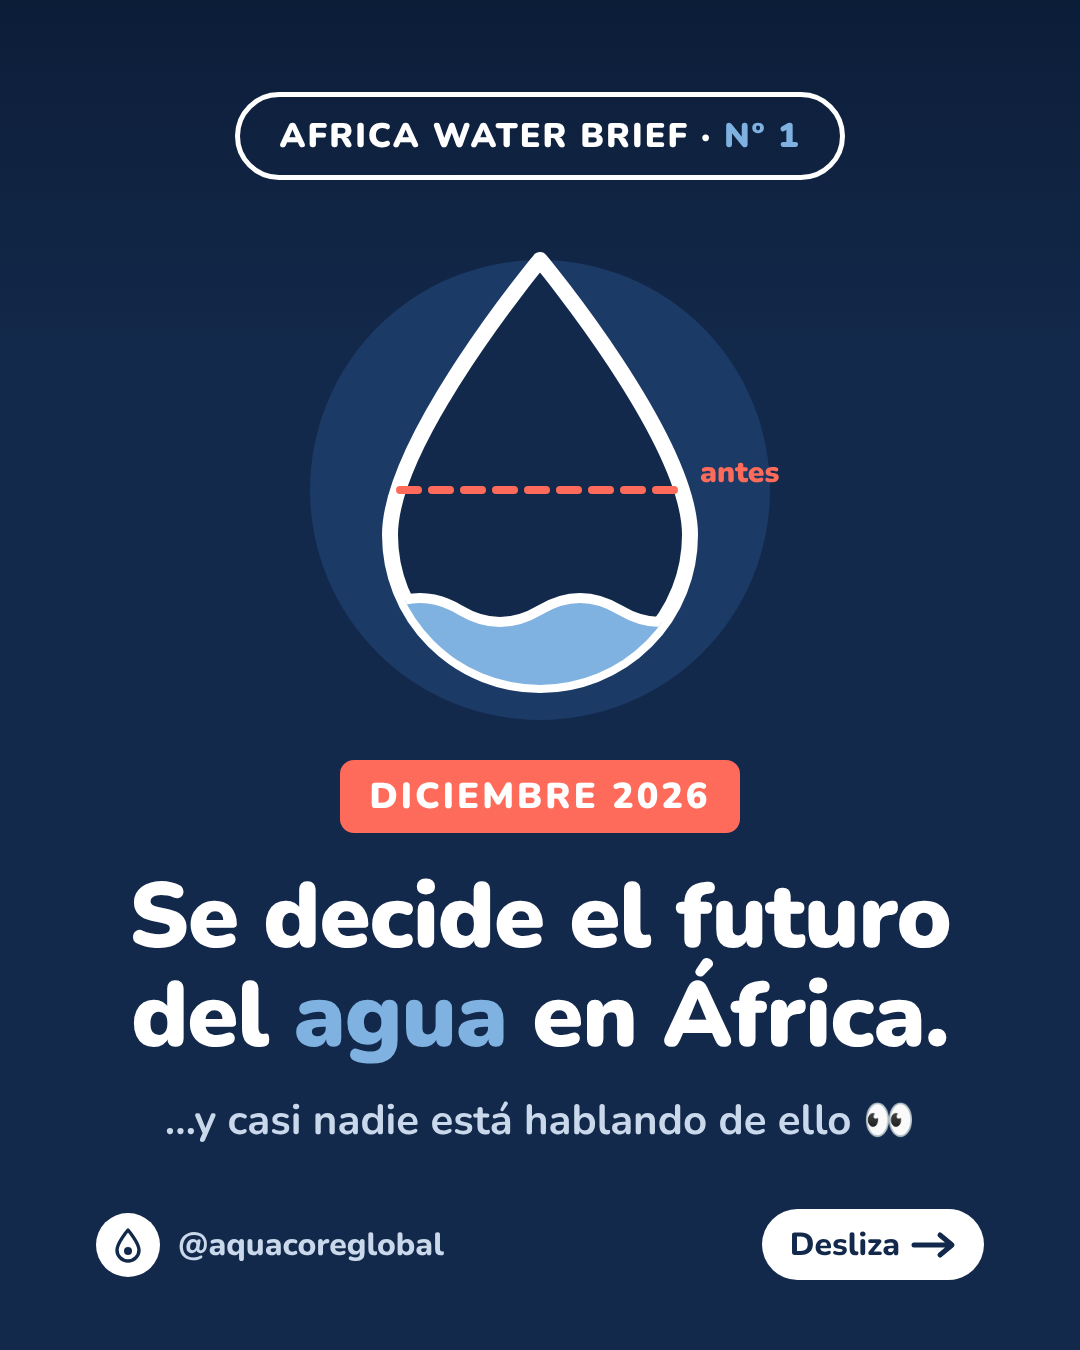 AFRICA WATER BRIEF · Nº 1
antes
DICIEMBRE 2026
Se decide el futuro
del agua en África.
...y casi nadie está hablando de ello 👀
@aquacoreglobal
Desliza →